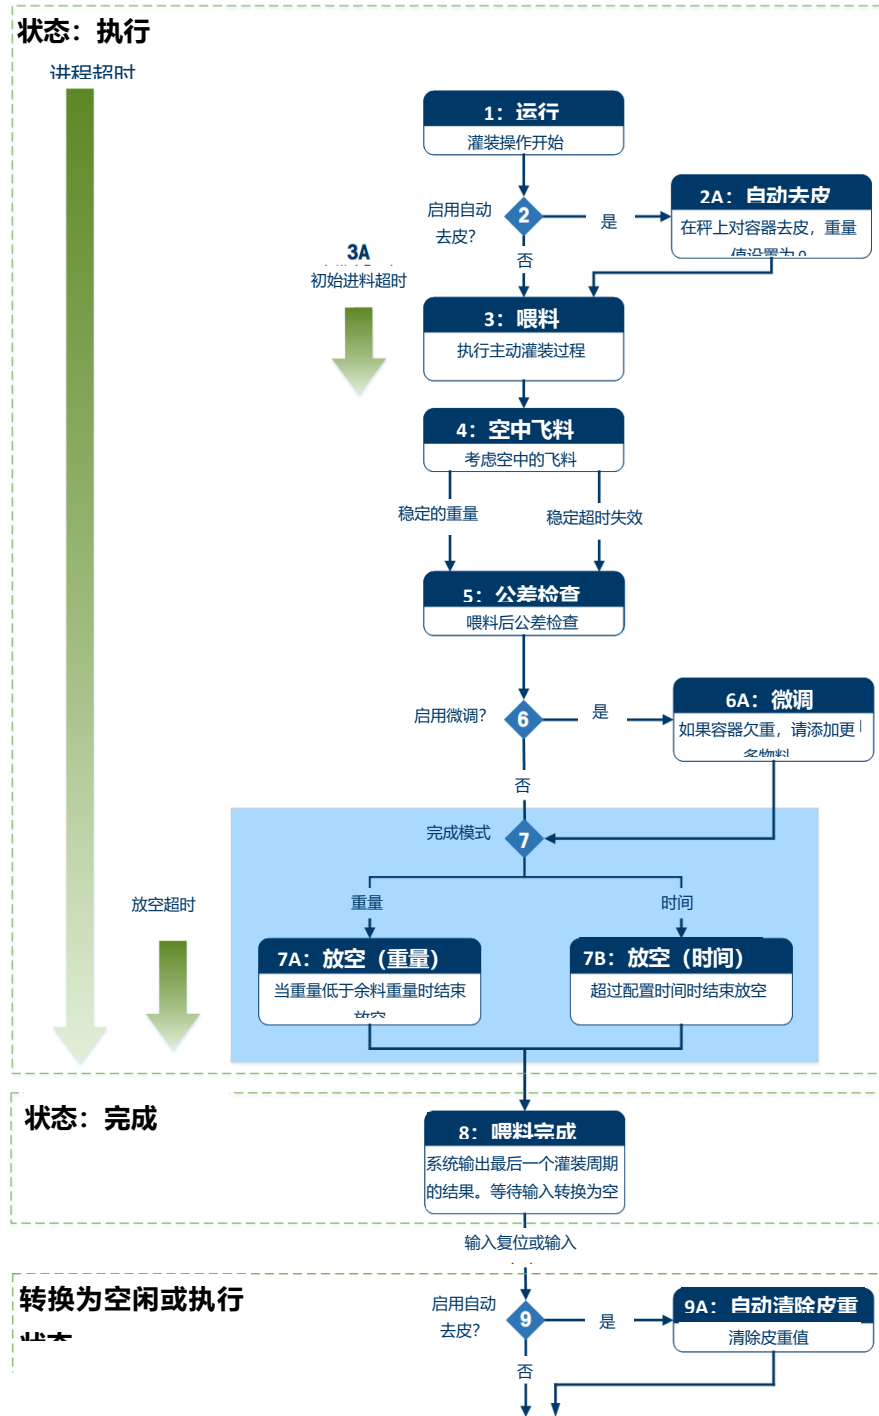 状态：执行
进程超时
1：运行
灌装操作开始
启用自动
去皮？
2
是
2A：自动去皮
在秤上对容器去皮，重量
值设置为 0
否
3A
初始进料超时
3：喂料
执行主动灌装过程
4：空中飞料
考虑空中的飞料
稳定的重量
稳定超时失效
5：公差检查
喂料后公差检查
启用微调？
6
是
6A：微调
如果容器欠重，请添加更
多物料
否
完成模式
7
重量
时间
放空超时
7A：放空（重量）
当重量低于余料重量时结束
放空
7B：放空（时间）
超过配置时间时结束放空
状态：完成
8：喂料完成
系统输出最后一个灌装周期
的结果。等待输入转换为空
输入复位或输入
转换为空闲或执行
状态
启用自动
去皮？
9
是
9A：自动清除皮重
清除皮重值
否